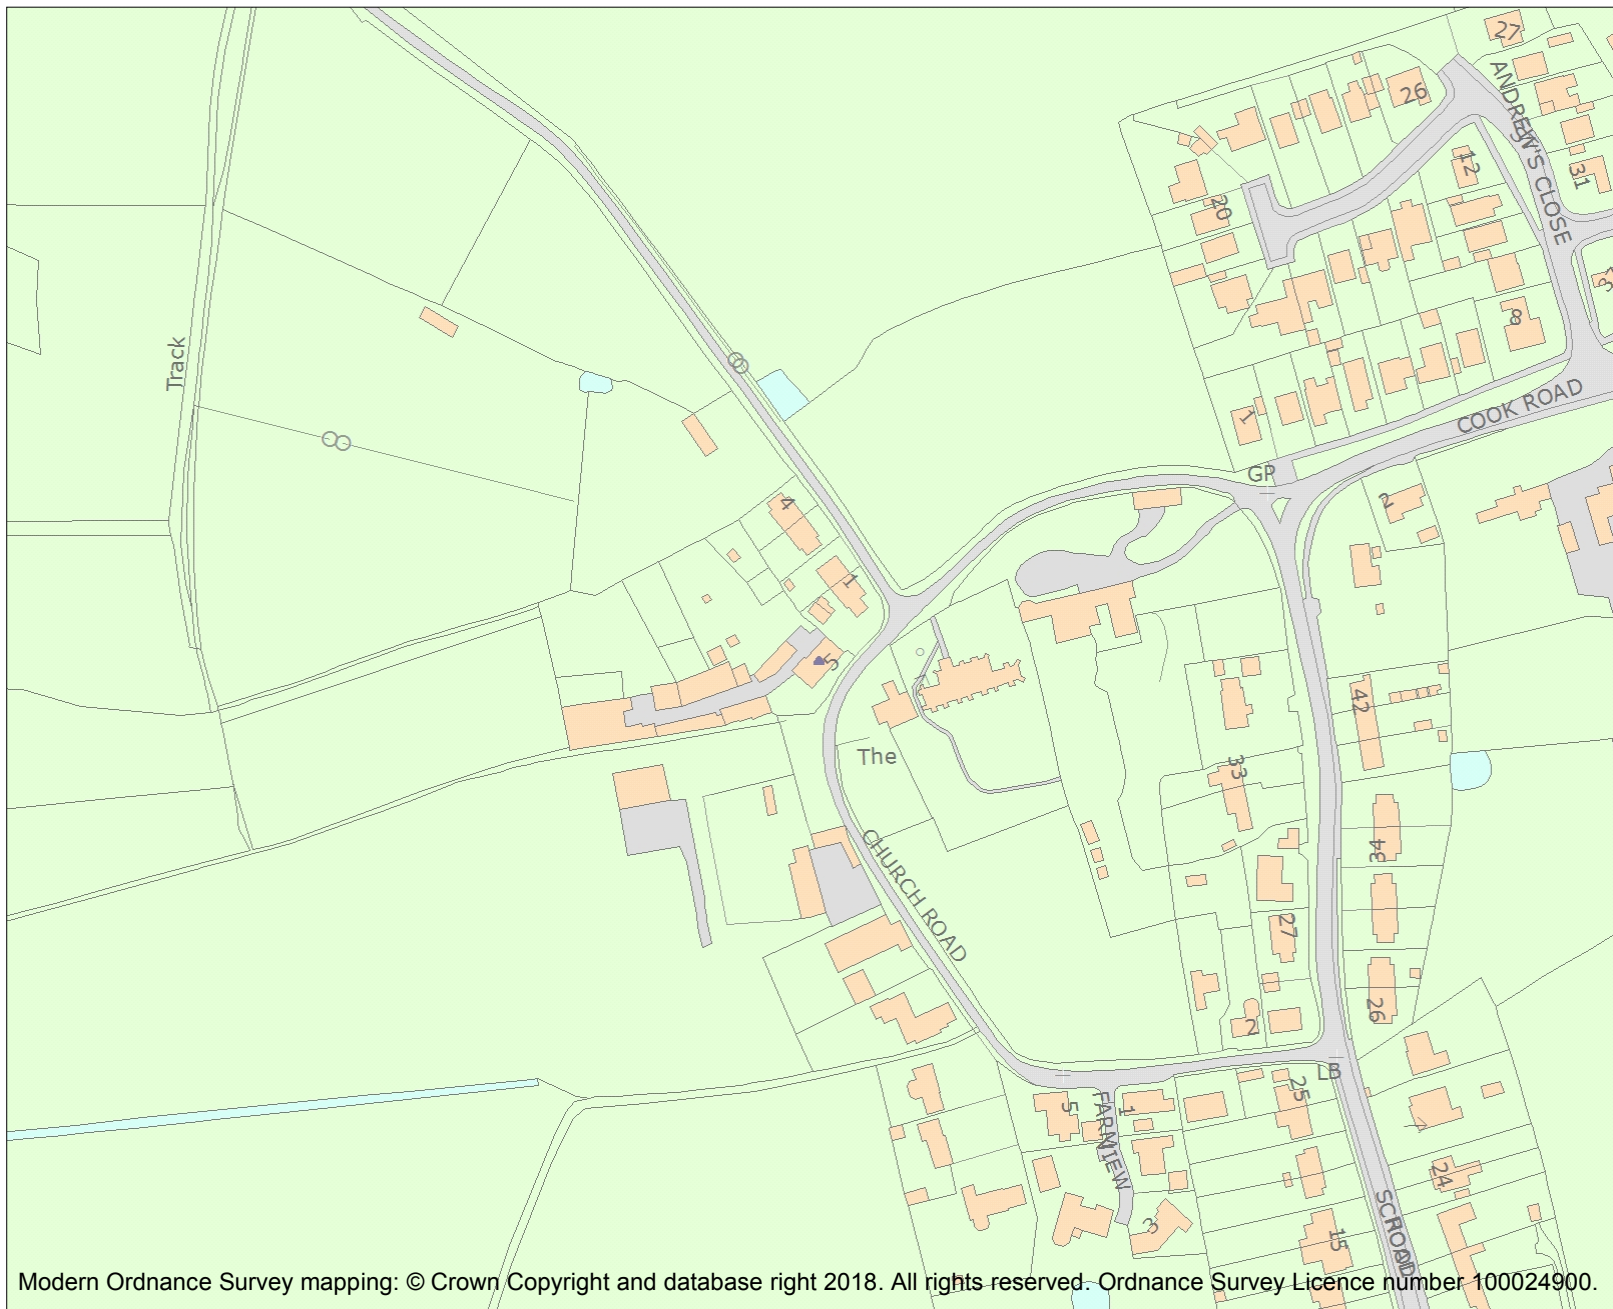 27
ANDREW'S CLOSE
26
12
31
20
Track
8
COOK ROAD
1
GP
2
4
1
5
42
The
33
CHURCH ROAD
34
27
26
2
LB
25
5
FARMIEW
1
24
3
15
Modern Ordnance Survey mapping: © Crown Copyright and database right 2018. All rights reserved. Ordnance Survey Licence number 100024900.